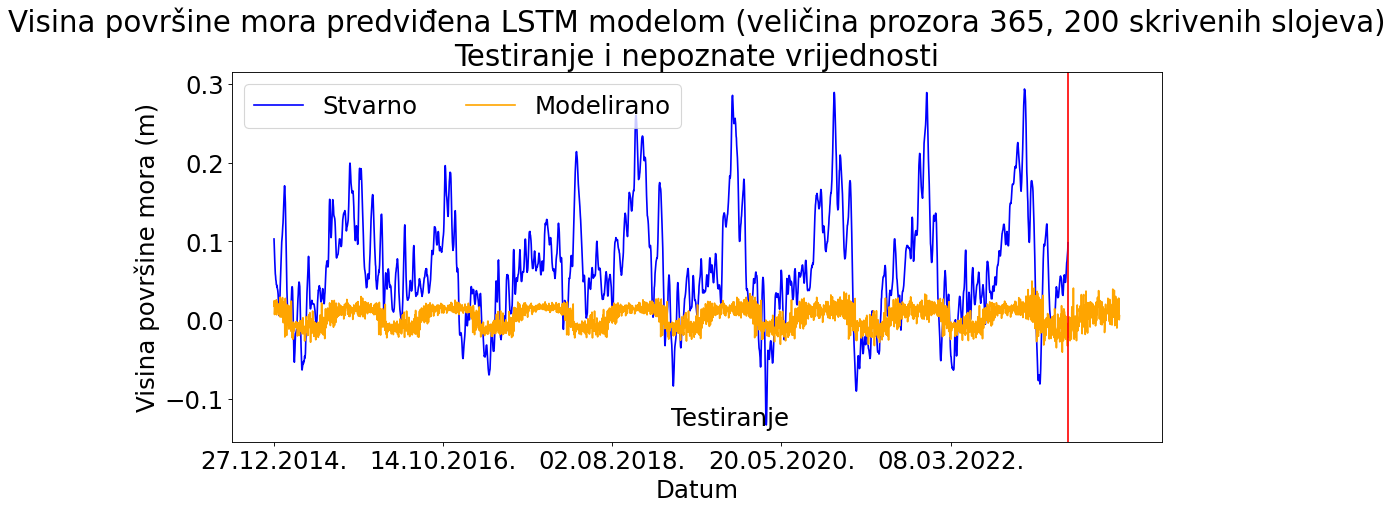 Visina površine mora predviđena LSTM modelom (veličina prozora 365, 200 skrivenih slojeva)
Testiranje i nepoznate vrijednosti
Stvarno Modelirano
Visina površine mora (m)
0.3
0.2
0.1
0.0
−0.1
Testiranje
27.12.2014. 14.10.2016. 02.08.2018. 20.05.2020. 08.03.2022.
Datum